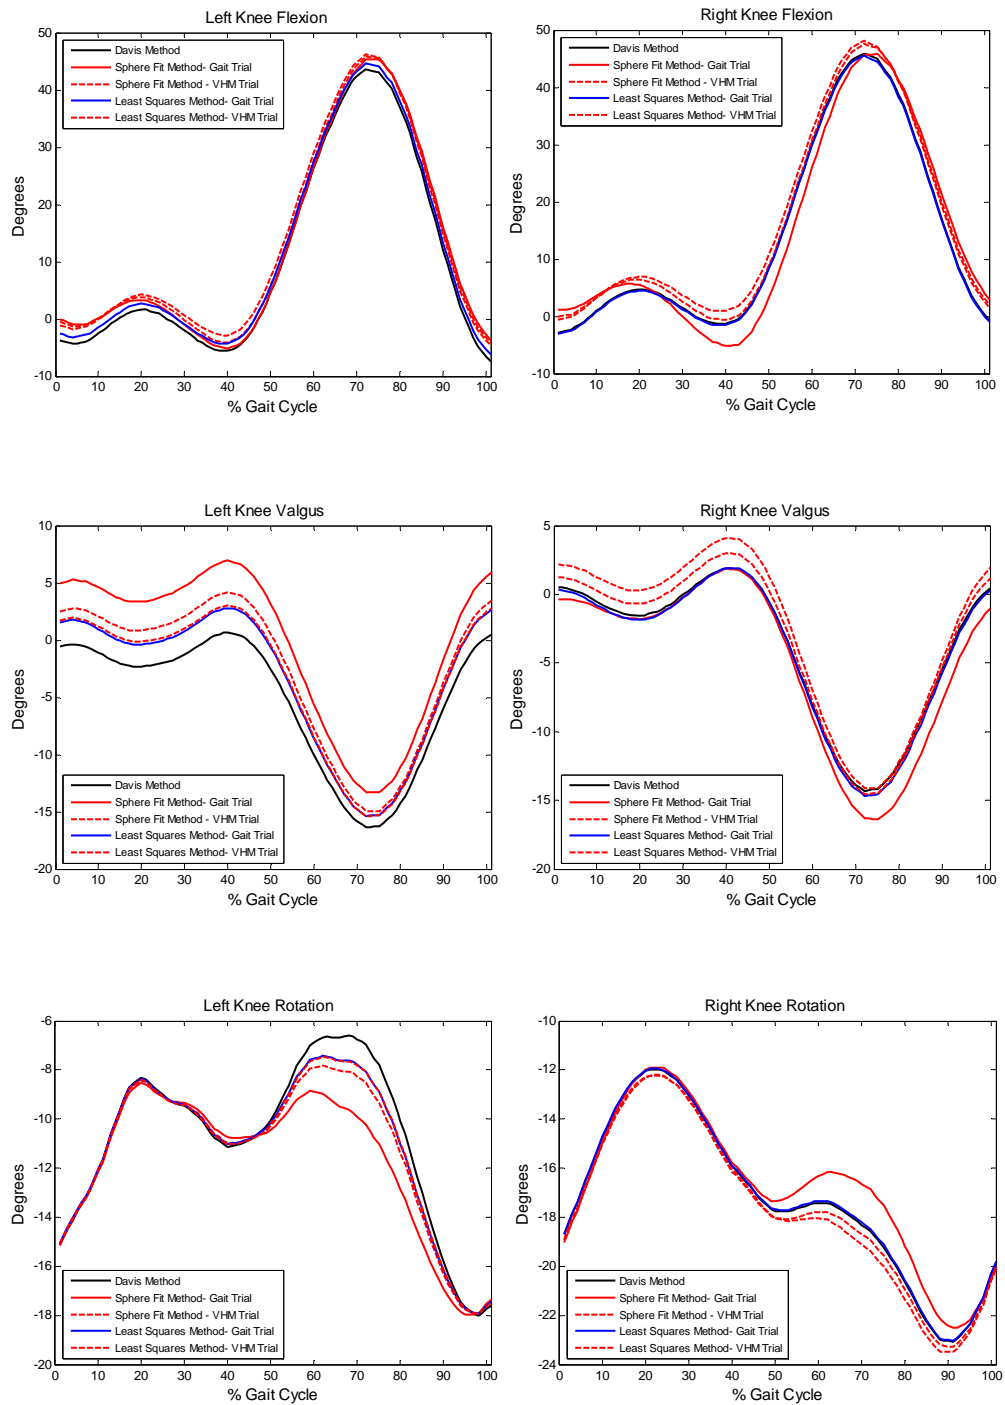 Left Knee Flexion
50
40
30
20
10
0
-10
Degrees
Davis Method
Sphere Fit Method- Gait Trial
Sphere Fit Method - VHM Trial
Least Squares Method- Gait Trial
Least Squares Method- VHM Trial
0 10 20 30 40 50 60 70 80 90 100
% Gait Cycle
Right Knee Flexion
50
40
30
20
10
0
-10
Degrees
Davis Method
Sphere Fit Method- Gait Trial
Sphere Fit Method - VHM Trial
Least Squares Method- Gait Trial
Least Squares Method- VHM Trial
0 10 20 30 40 50 60 70 80 90 100
% Gait Cycle
Left Knee Valgus
10
5
0
-5
-10
-15
-20
Degrees
Davis Method
Sphere Fit Method- Gait Trial
Sphere Fit Method - VHM Trial
Least Squares Method- Gait Trial
Least Squares Method- VHM Trial
0 10 20 30 40 50 60 70 80 90 100
% Gait Cycle
Right Knee Valgus
5
0
-5
-10
-15
-20
Degrees
Davis Method
Sphere Fit Method- Gait Trial
Sphere Fit Method - VHM Trial
Least Squares Method- Gait Trial
Least Squares Method- VHM Trial
0 10 20 30 40 50 60 70 80 90 100
% Gait Cycle
Left Knee Rotation
-6
-8
-10
-12
-14
-16
-18
-20
Degrees
Davis Method
Sphere Fit Method- Gait Trial
Sphere Fit Method - VHM Trial
Least Squares Method- Gait Trial
Least Squares Method- VHM Trial
0 10 20 30 40 50 60 70 80 90 100
% Gait Cycle
Right Knee Rotation
-10
-12
-14
-16
-18
-20
-22
-24
Degrees
Davis Method
Sphere Fit Method- Gait Trial
Sphere Fit Method - VHM Trial
Least Squares Method- Gait Trial
Least Squares Method- VHM Trial
0 10 20 30 40 50 60 70 80 90 100
% Gait Cycle